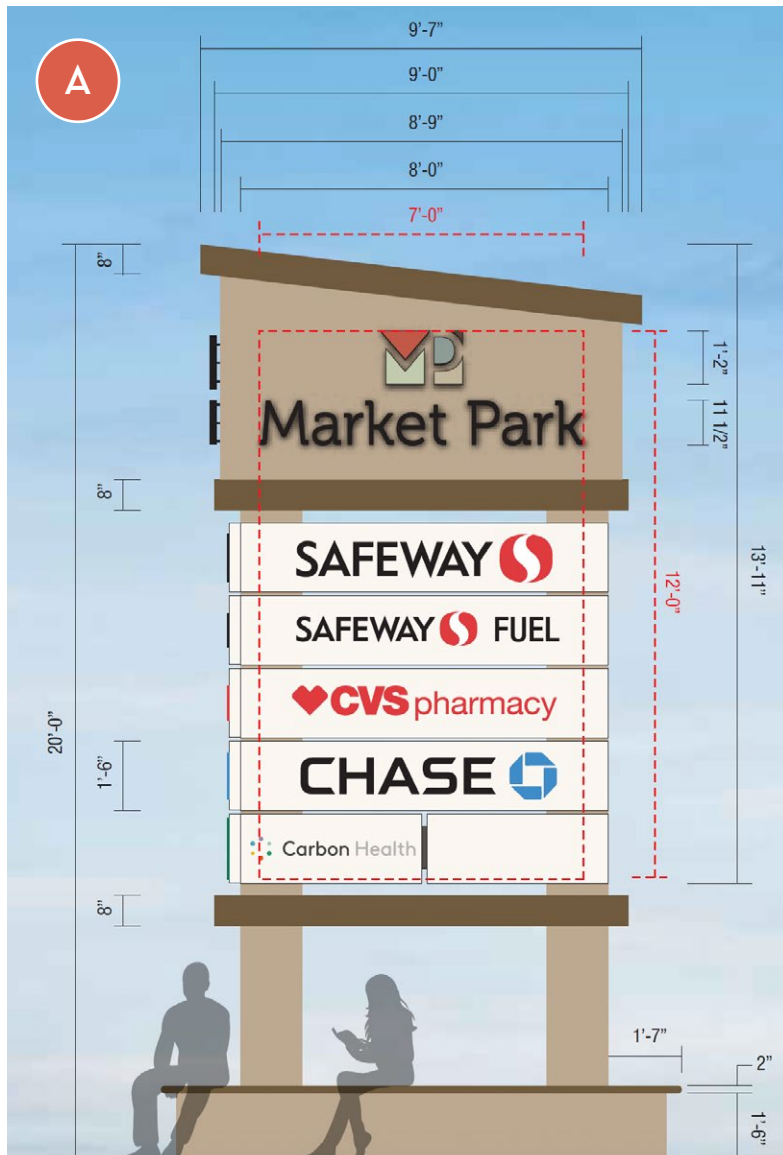 A
9'-7"
9'-0"
8'-9"
8'-0"
7'-0"
8"
1'-2"
11 1/2"
Market Park
8"
SAFEWAY
SAFEWAY FUEL
13'-11"
12'-0"
CVS pharmacy
20'-0"
1'-6"
CHASE
Carbon Health
8"
1'-7"
2"
1'-6"